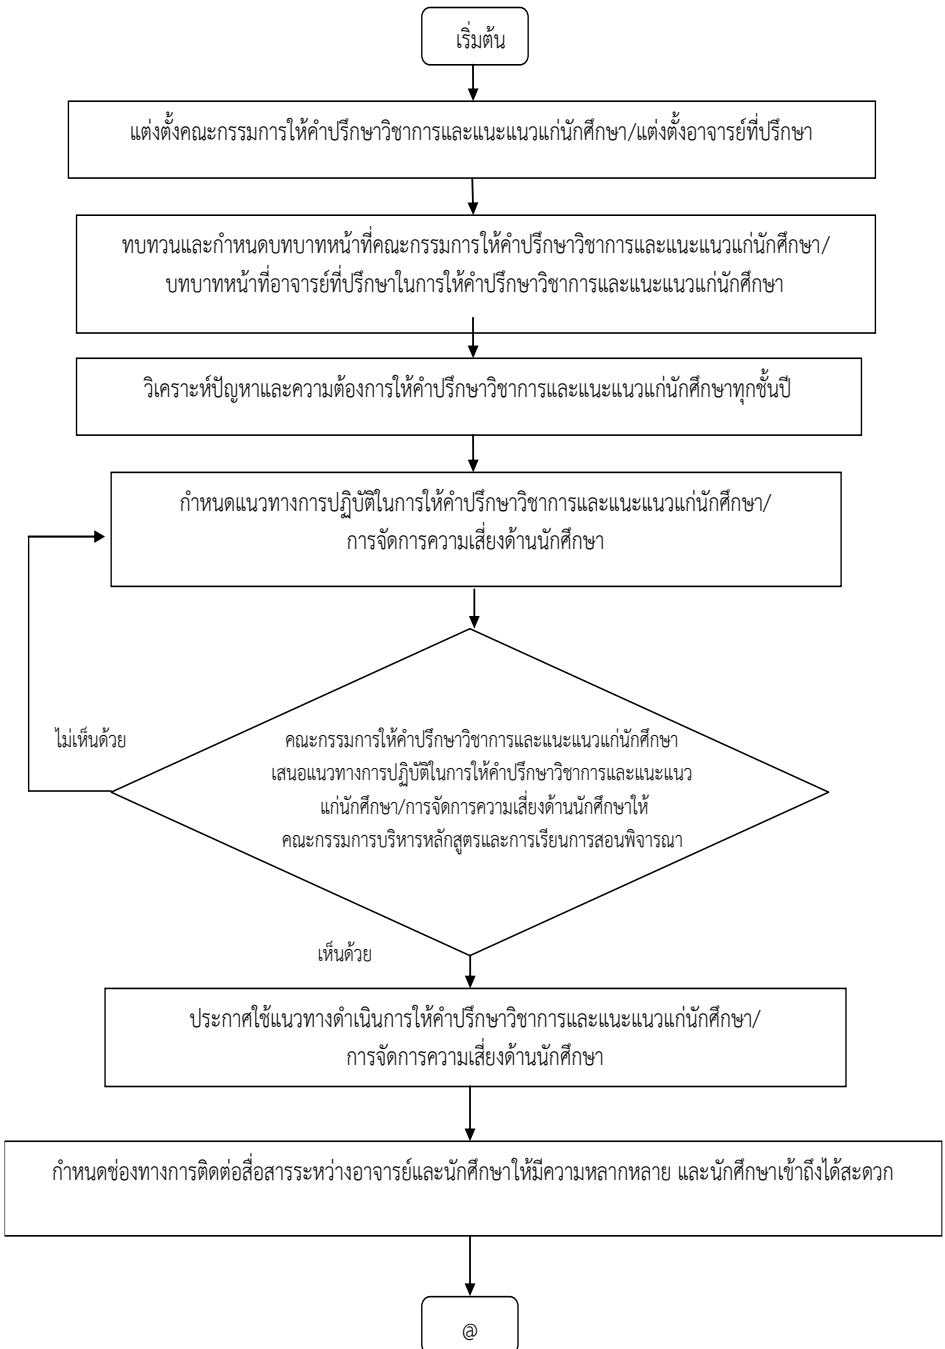 เริ่มต้น
แต่งตั้งคณะกรรมการให้คำปรึกษาวิชาการและแนะแนวแก่นักศึกษา/แต่งตั้งอาจารย์ที่ปรึกษา
ทบทวนและกำหนดบทบาทหน้าที่คณะกรรมการให้คำปรึกษาวิชาการและแนะแนวแก่นักศึกษา/
บทบาทหน้าที่อาจารย์ที่ปรึกษาในการให้คำปรึกษาวิชาการและแนะแนวแก่นักศึกษา
วิเคราะห์ปัญหาและความต้องการให้คำปรึกษาวิชาการและแนะแนวแก่นักศึกษาทุกชั้นปี
กำหนดแนวทางการปฏิบัติในการให้คำปรึกษาวิชาการและแนะแนวแก่นักศึกษา/
การจัดการความเสี่ยงด้านนักศึกษา
ไม่เห็นด้วย
คณะกรรมการให้คำปรึกษาวิชาการและแนะแนวแก่นักศึกษา
เสนอแนวทางการปฏิบัติในการให้คำปรึกษาวิชาการและแนะแนว
แก่นักศึกษา/การจัดการความเสี่ยงด้านนักศึกษาให้
คณะกรรมการบริหารหลักสูตรและการเรียนการสอนพิจารณา
เห็นด้วย
ประกาศใช้แนวทางดำเนินการให้คำปรึกษาวิชาการและแนะแนวแก่นักศึกษา/
การจัดการความเสี่ยงด้านนักศึกษา
กำหนดช่องทางการติดต่อสื่อสารระหว่างอาจารย์และนักศึกษาให้มีความหลากหลาย และนักศึกษาเข้าถึงได้สะดวก
@